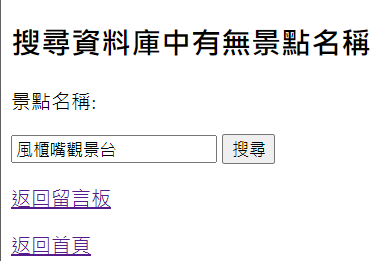 搜尋資料庫中有無景點名稱
景點名稱:
風櫃嘴觀景台 搜尋
返回留言板
返回首頁